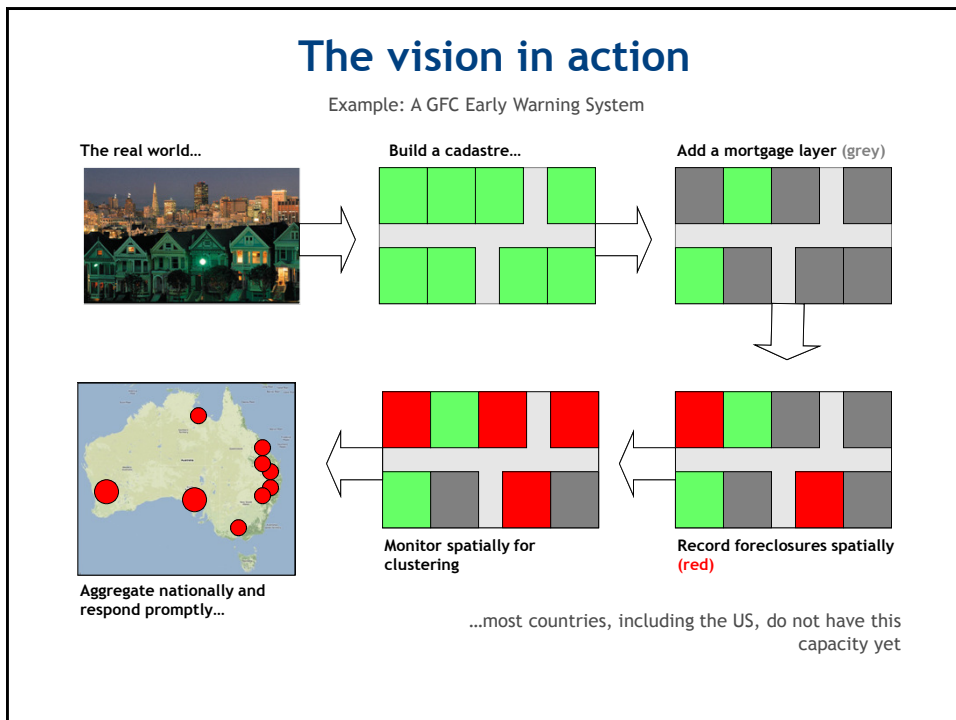 The vision in action
Example: A GFC Early Warning System
The real world…
Build a cadastre…
Add a mortgage layer (grey)
Record foreclosures spatially
(red)
Monitor spatially for
clustering
Aggregate nationally and
respond promptly…
…most countries, including the US, do not have this
capacity yet